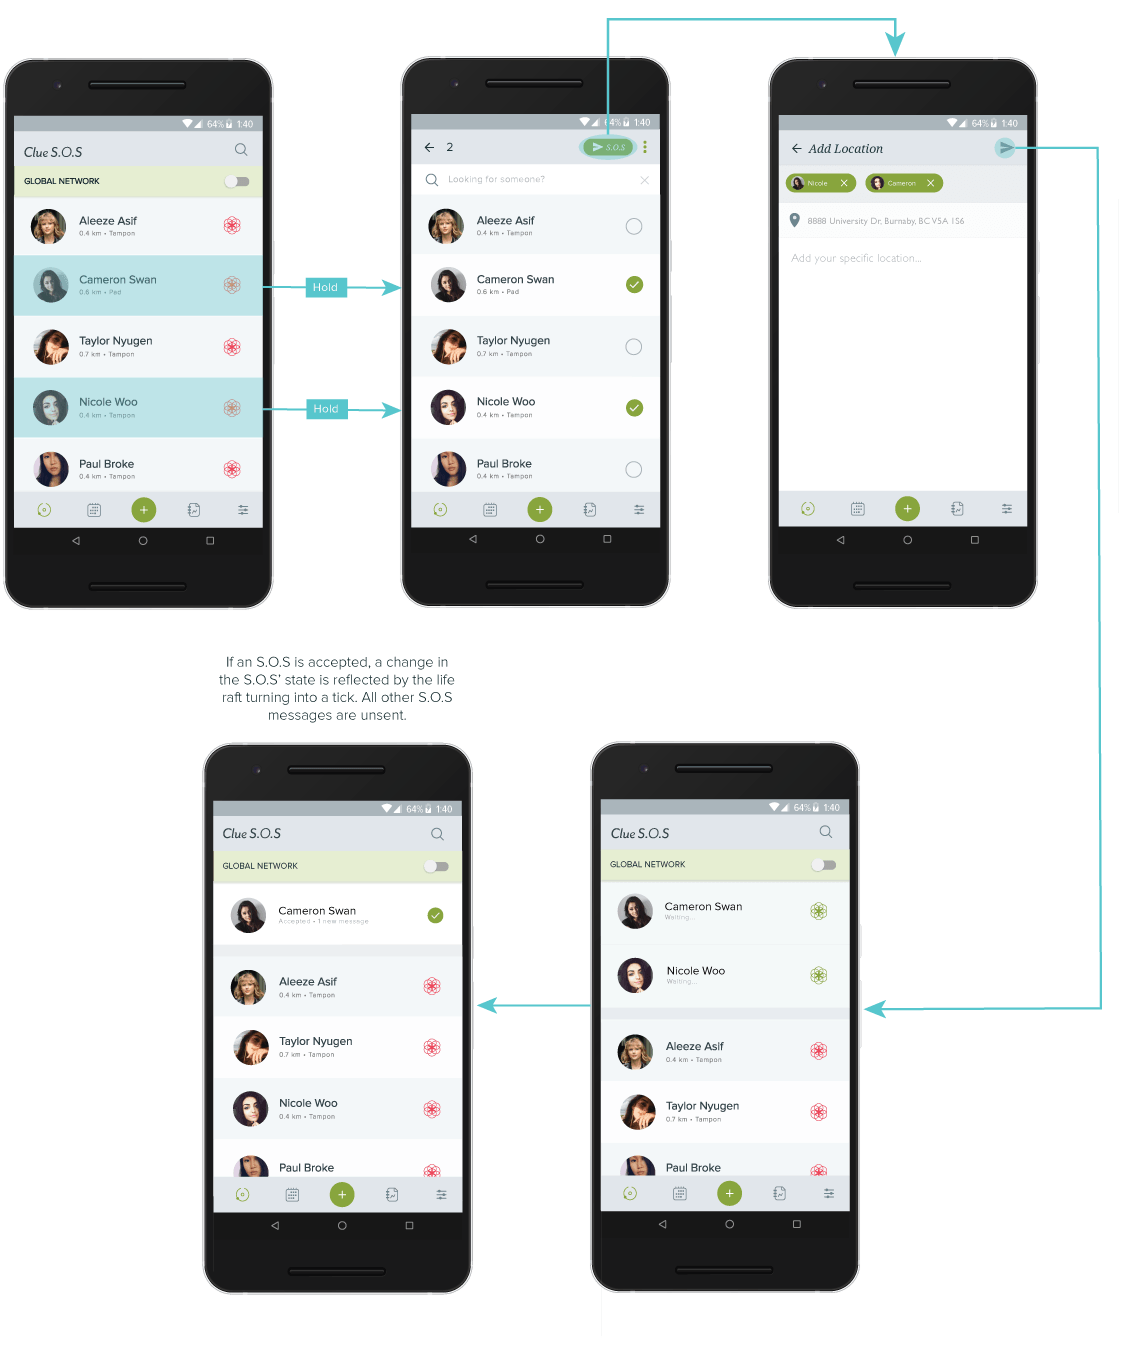 64% 1:40
Clue S.O.S
GLOBAL NETWORK
Aleeze Asif
0.4 km • Tampon
Cameron Swan
0.6 km • Pad
Taylor Nyugen
0.7 km • Tampon
Nicole Woo
0.4 km • Tampon
Paul Broke
0.4 km • Tampon
Hold
Hold
64% 1:40
2 S.O.S
Looking for someone?
Aleeze Asif
0.4 km • Tampon
Cameron Swan
0.6 km • Pad
Taylor Nyugen
0.7 km • Tampon
Nicole Woo
0.4 km • Tampon
Paul Broke
0.4 km • Tampon
64% 1:40
Add Location
Nicole Cameron
8888 University Dr, Burnaby, BC V5A 1S6
Add your specific location...
If an S.O.S is accepted, a change in
the S.O.S' state is reflected by the life
raft turning into a tick. All other S.O.S
messages are unsent.
64% 1:40
Clue S.O.S
GLOBAL NETWORK
Cameron Swan
Accepted • 1 new message
Aleeze Asif
0.4 km • Tampon
Taylor Nyugen
0.7 km • Tampon
Nicole Woo
0.4 km • Tampon
Paul Broke
64% 1:40
Clue S.O.S
GLOBAL NETWORK
Cameron Swan
Waiting...
Nicole Woo
Waiting...
Aleeze Asif
0.4 km • Tampon
Taylor Nyugen
0.7 km • Tampon
Paul Broke